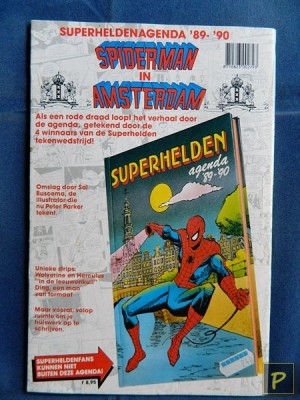 SUPERHELDENAGENDA '89-'90
SPIDERMAN
IN
AMSTERDAM
Als een rode draad loopt het verhaal door
de agenda, getekend door de
4 winnaars van de Superhelden
tekenwedstrijd!
SUPERHELDEN
agenda
'89-'90
Omslag door Sal
Buscema, de
illustrator die
nu Peter Parker
tekent.
Unieke strips
Wolverine en Hercules
"In de leeuwenkuil"
Ding, een man
van formaat
Maar vooral, volop
ruimte om je
huiswerk op te
schrijven.
SUPERHELDENFANS
KUNNEN NIET
BUITEN DEZE AGENDA!
f 8,95
P